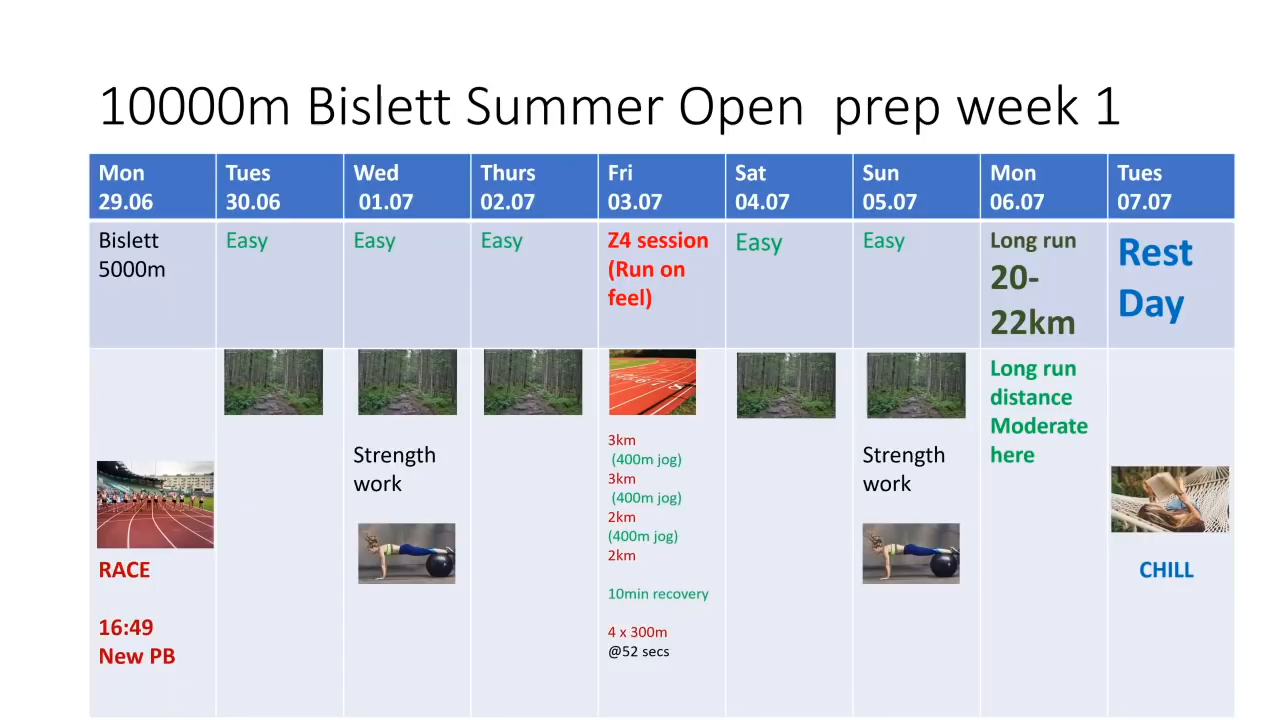 10000m Bislett Summer Open  prep week 1
Mon
29.06
Tues
30.06
Wed
01.07
Thurs
02.07
Fri
03.07
Sat
04.07
Sun
05.07
Mon
06.07
Tues
07.07
Bislett
5000m
Easy
Easy
Easy
Z4 session
(Run on
feel)
Easy
Easy
Long run
20-
22km
Rest
Day
RACE
16:49
New PB
Strength
work
3km
(400m jog)
3km
(400m jog)
2km
(400m jog)
2km
10min recovery
4 x 300m
@52 secs
Strength
work
Long run
distance
Moderate
here
CHILL